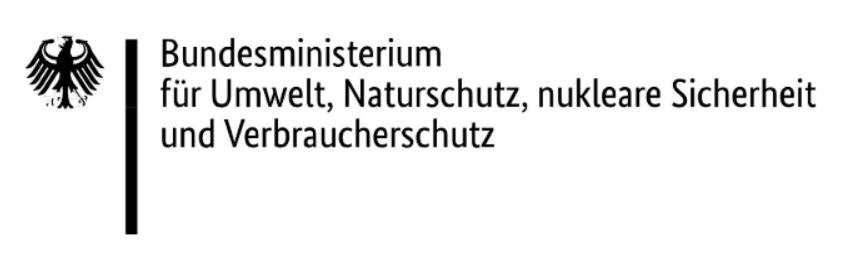 Bundesministerium
für Umwelt, Naturschutz, nukleare Sicherheit
und Verbraucherschutz